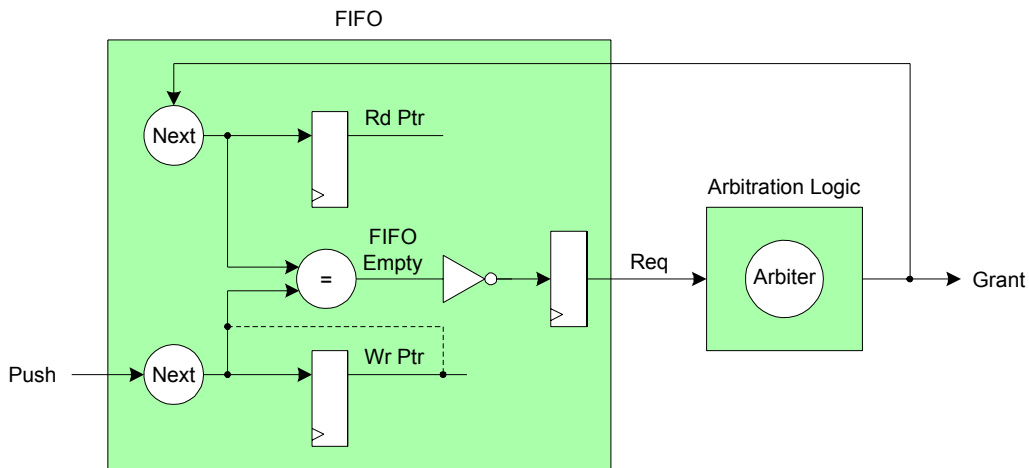 FIFO
Next
Rd Ptr
Arbitration Logic
FIFO
Empty
=
Req
Arbiter
Grant
Wr Ptr
Push
Next